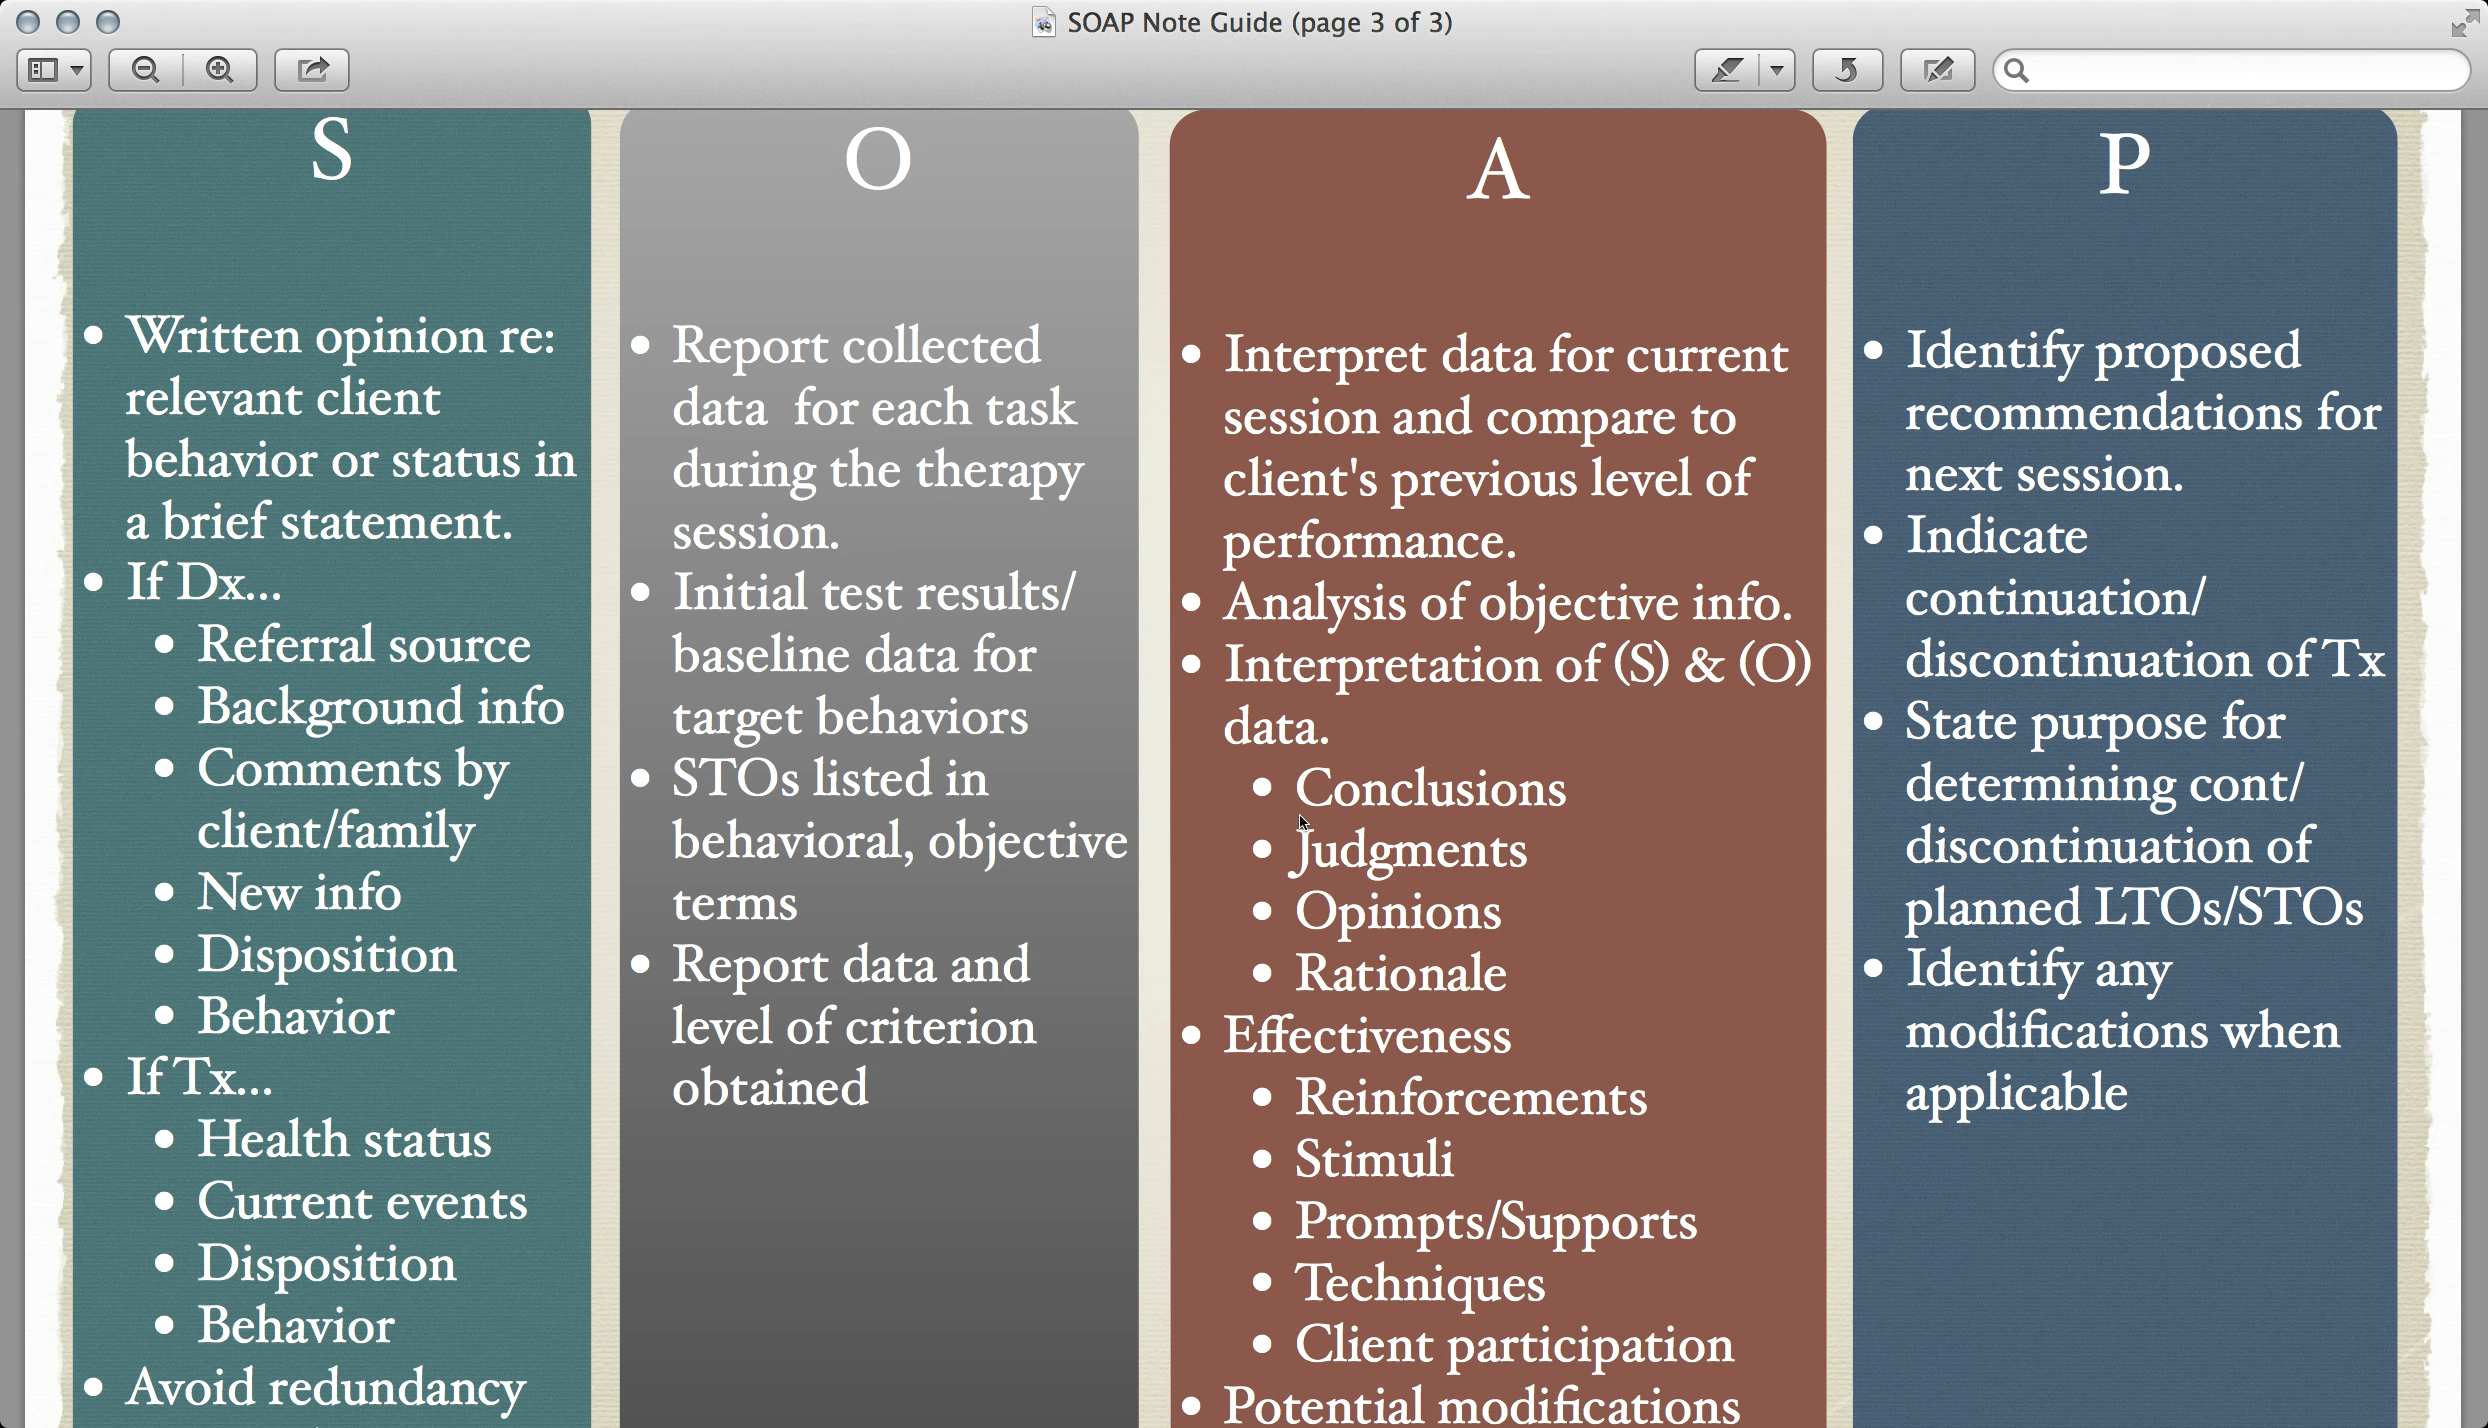 SOAP Note Guide (page 3 of 3)
S
• Written opinion re:
relevant client
behavior or status in
a brief statement.
• If Dx...
• Referral source
• Background info
• Comments by
client/family
• New info
• Disposition
• Behavior
• If Tx...
• Health status
• Current events
• Disposition
• Behavior
• Avoid redundancy
O
• Report collected
data  for each task
during the therapy
session.
• Initial test results/
baseline data for
target behaviors
• STOs listed in
behavioral, objective
terms
• Report data and
level of criterion
obtained
A
• Interpret data for current
session and compare to
client's previous level of
performance.
• Analysis of objective info.
• Interpretation of (S) & (O)
data.
• Conclusions
• Judgments
• Opinions
• Rationale
• Effectiveness
• Reinforcements
• Stimuli
• Prompts/Supports
• Techniques
• Client participation
• Potential modifications
P
• Identify proposed
recommendations for
next session.
• Indicate
continuation/
discontinuation of Tx
• State purpose for
determining cont/
discontinuation of
planned LTOs/STOs
• Identify any
modifications when
applicable